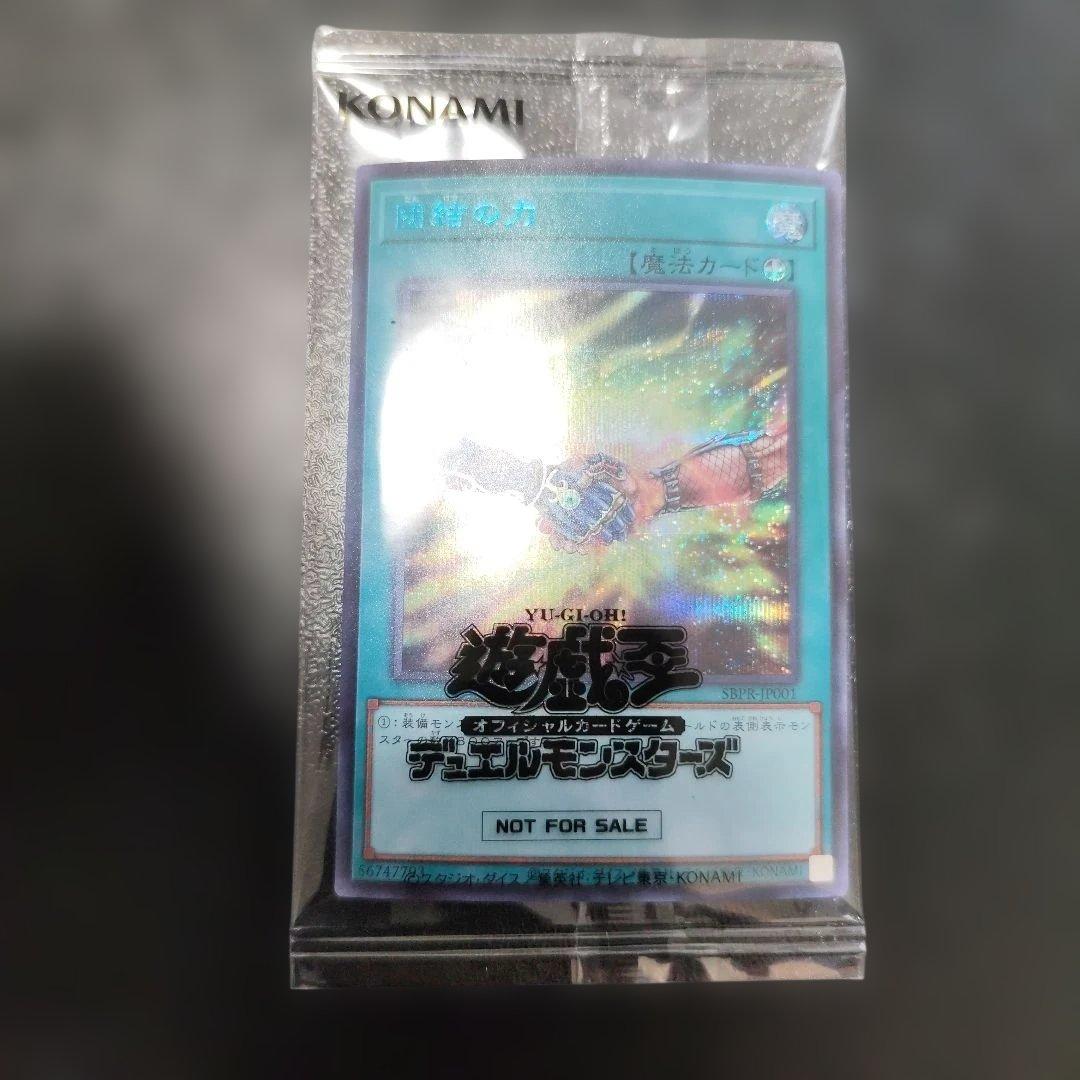 KONAMI
団結の力
魔
【魔法カード】
YU-GI-OH!
遊戯王
SBPR-JP001
オフィシャルカードゲーム
デュエルモンスターズ
①:装備モン
ールドの表側表示モン
スターの
NOT FOR SALE
56747793
©スタジオ・ダイス/集英社・テレビ東京・KONAMI